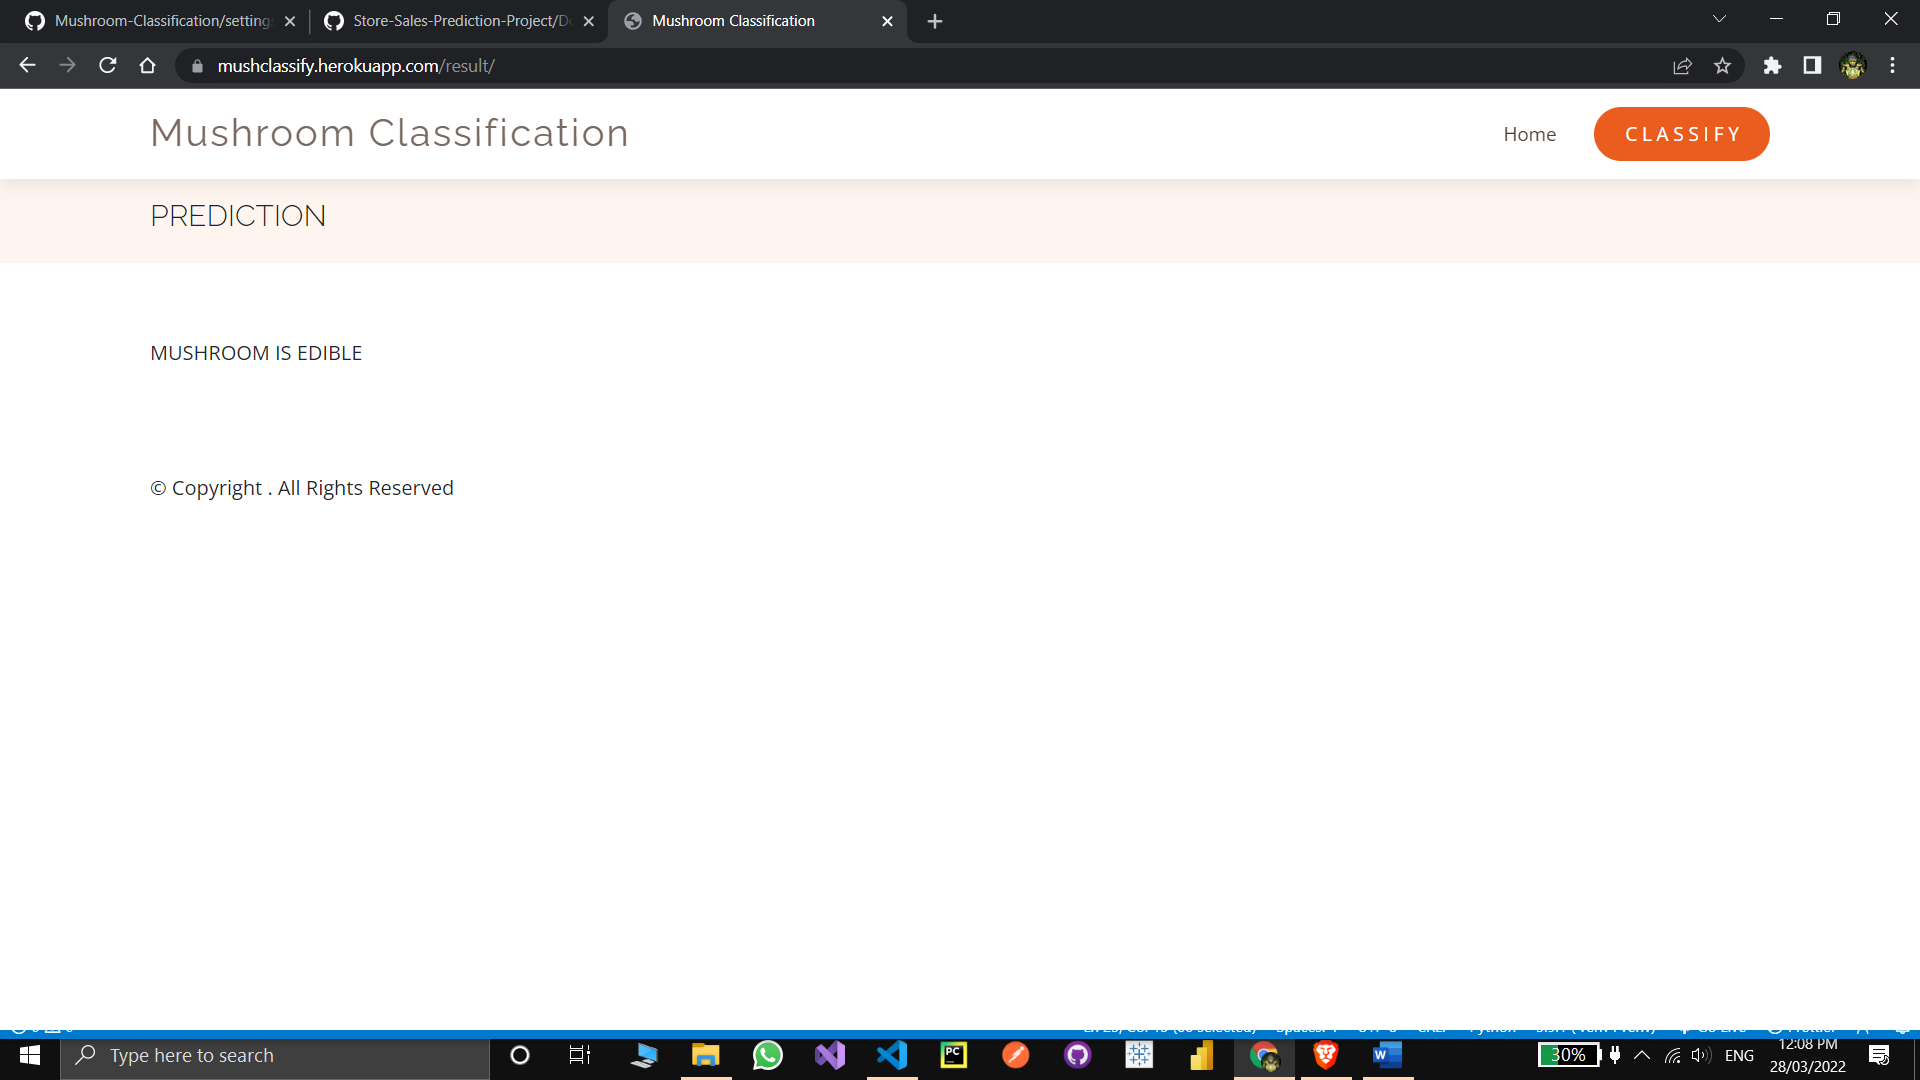 Mushroom-Classification/setting
Store-Sales-Prediction-Project/D
Mushroom Classification
mushclassify.herokuapp.com/result/
Mushroom Classification
Home
CLASSIFY
PREDICTION
MUSHROOM IS EDIBLE
© Copyright . All Rights Reserved
Type here to search
PC
W
30%
ENG
12:08 PM
28/03/2022